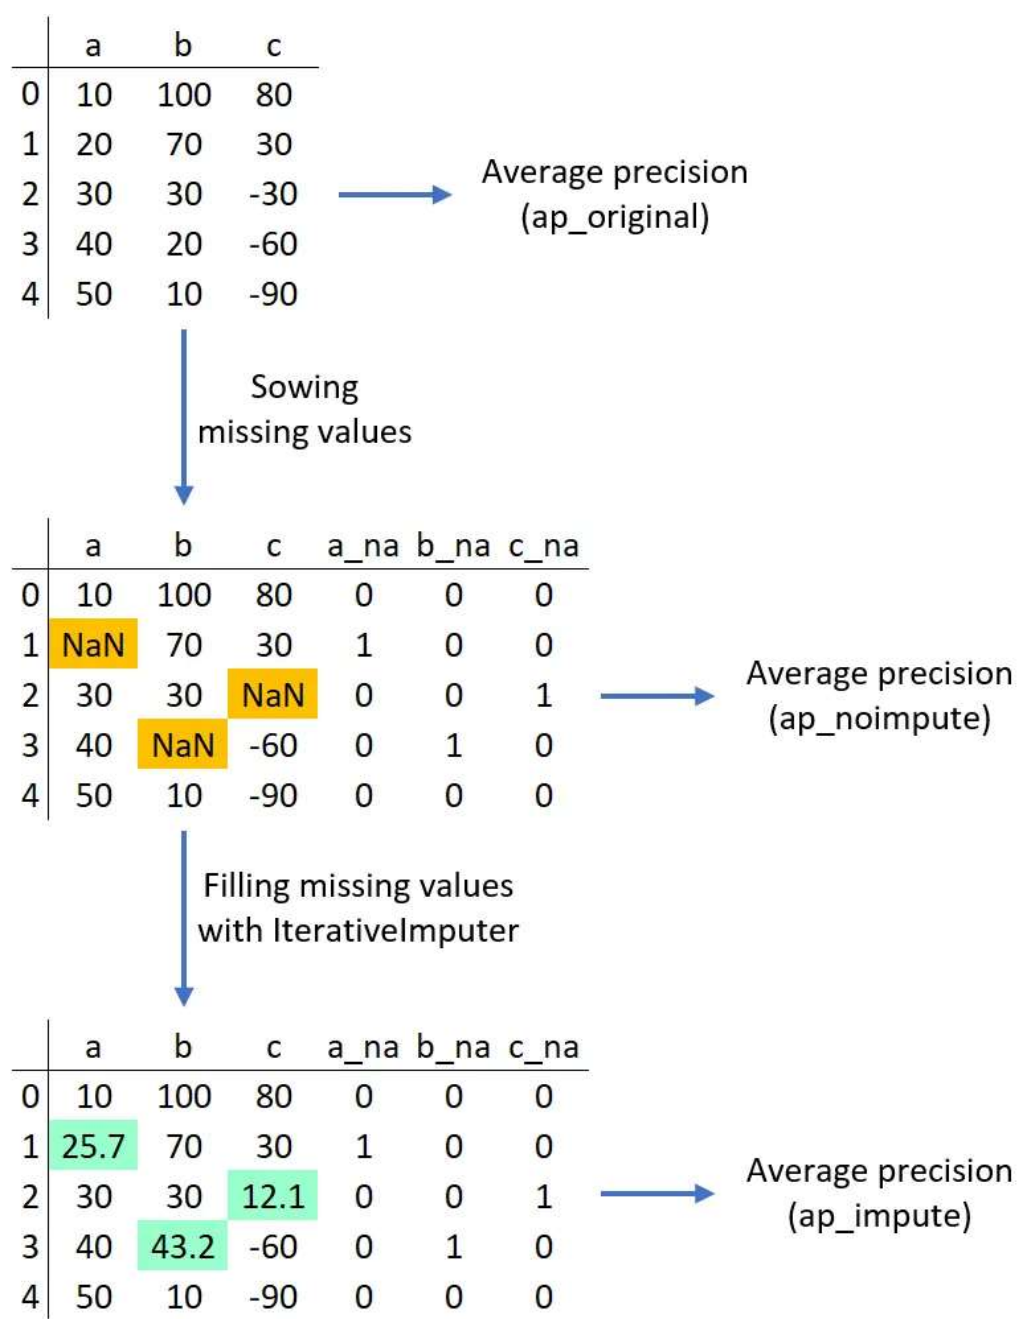 a b c
0 10 100 80
1 20 70 30
2 30 30 -30
3 40 20 -60
4 50 10 -90
Average precision
(ap_original)
Sowing
missing values
a b c a_na b_na c_na
0 10 100 80 0 0 0
1 NaN 70 30 1 0 0
2 30 30 NaN 0 0 1
3 40 NaN -60 0 1 0
4 50 10 -90 0 0 0
Average precision
(ap_noimpute)
Filling missing values
with IterativeImputer
a b c a_na b_na c_na
0 10 100 80 0 0 0
1 25.7 70 30 1 0 0
2 30 30 12.1 0 0 1
3 40 43.2 -60 0 1 0
4 50 10 -90 0 0 0
Average precision
(ap_impute)